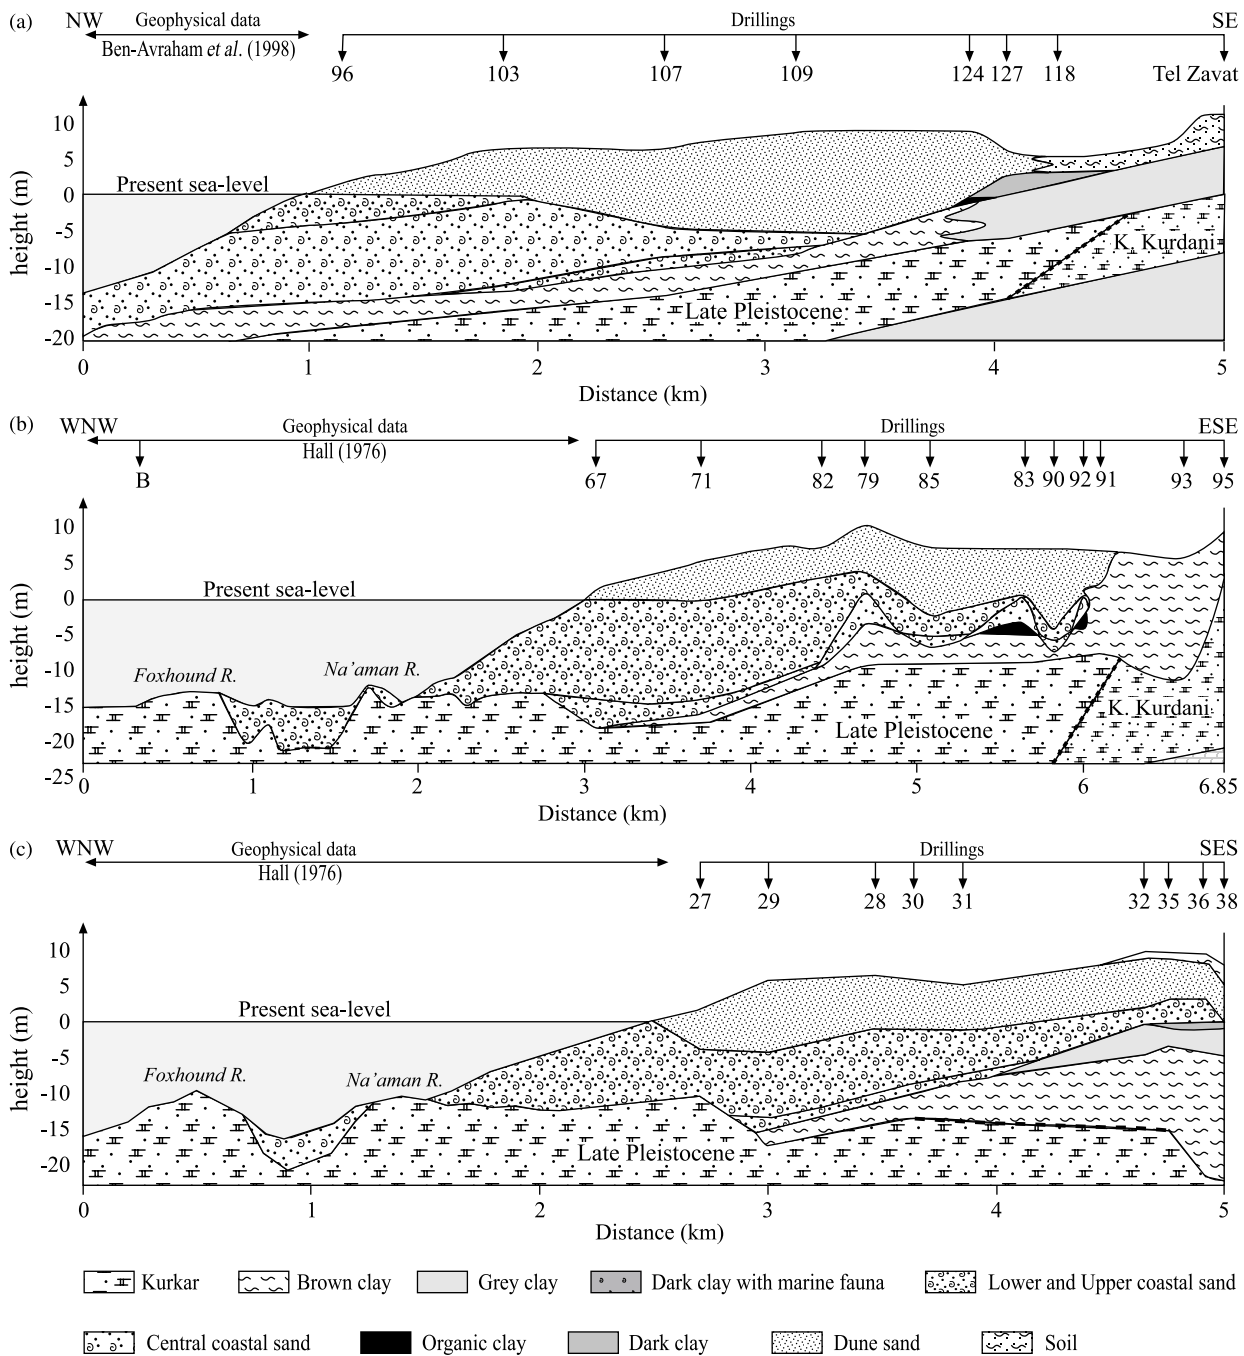 (a) NW Geophysical data Drillings SE
Ben-Avraham et al. (1998)
96 103 107 109 124 127 118 Tel Zavat
10
5
Present sea-level
0
-5
K. Kurdani
-10
-15
Late Pleistocene
-20
height (m)
0 1 2 3 4 5
Distance (km)
(b) WNW Geophysical data Drillings ESE
Hall (1976)
B 67 71 82 79 85 83 90 92 91 93 95
10
5
Present sea-level
0
-5
Foxhound R. Na'aman R.
-10
-15
K. Kurdani
Late Pleistocene
-20
-25
height (m)
0 1 2 3 4 5 6 6.85
Distance (km)
(c) WNW Geophysical data Drillings SES
Hall (1976)
27 29 28 30 31 32 35 36 38
10
5
Present sea-level
0
-5
Foxhound R. Na'aman R.
-10
-15
Late Pleistocene
-20
height (m)
0 1 2 3 4 5
Distance (km)
Kurkar Brown clay Grey clay Dark clay with marine fauna Lower and Upper coastal sand
Central coastal sand Organic clay Dark clay Dune sand Soil